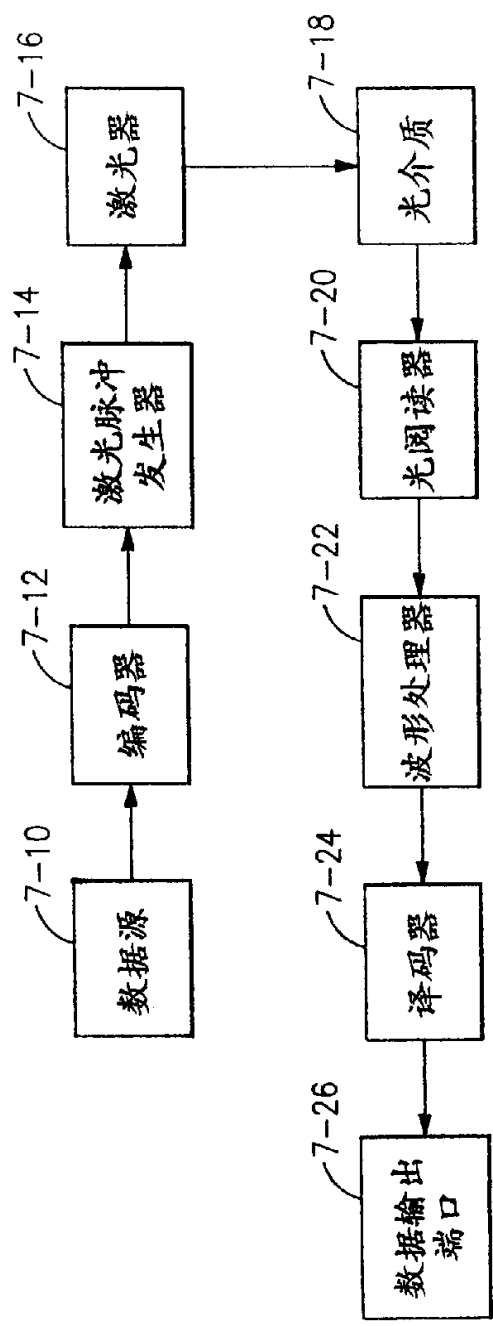 7-10
数据源
7-12
编码器
7-14
激光脉冲
发生器
7-16
激光器
7-18
光介质
7-20
光阅读器
7-22
波形处理器
7-24
译码器
7-26
数据输出
端口